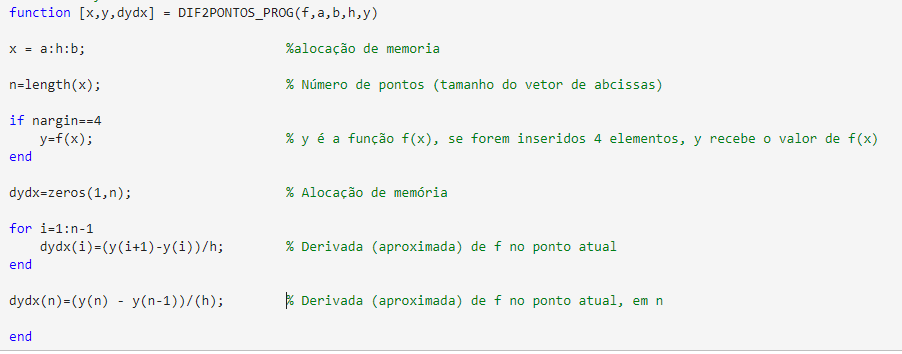 function [x,y,dydx] = DIF2PONTOS_PROG(f,a,b,h,y)
x = a:h:b; %alocação de memoria
n=length(x); % Número de pontos (tamanho do vetor de abcissas)
if nargin==4
y=f(x); % y é a função f(x), se forem inseridos 4 elementos, y recebe o valor de f(x)
end
dydx=zeros(1,n); % Alocação de memória
for i=1:n-1
dydx(i)=(y(i+1)-y(i))/h; % Derivada (aproximada) de f no ponto atual
end
dydx(n)=(y(n) - y(n-1))/(h); % Derivada (aproximada) de f no ponto atual, em n
end